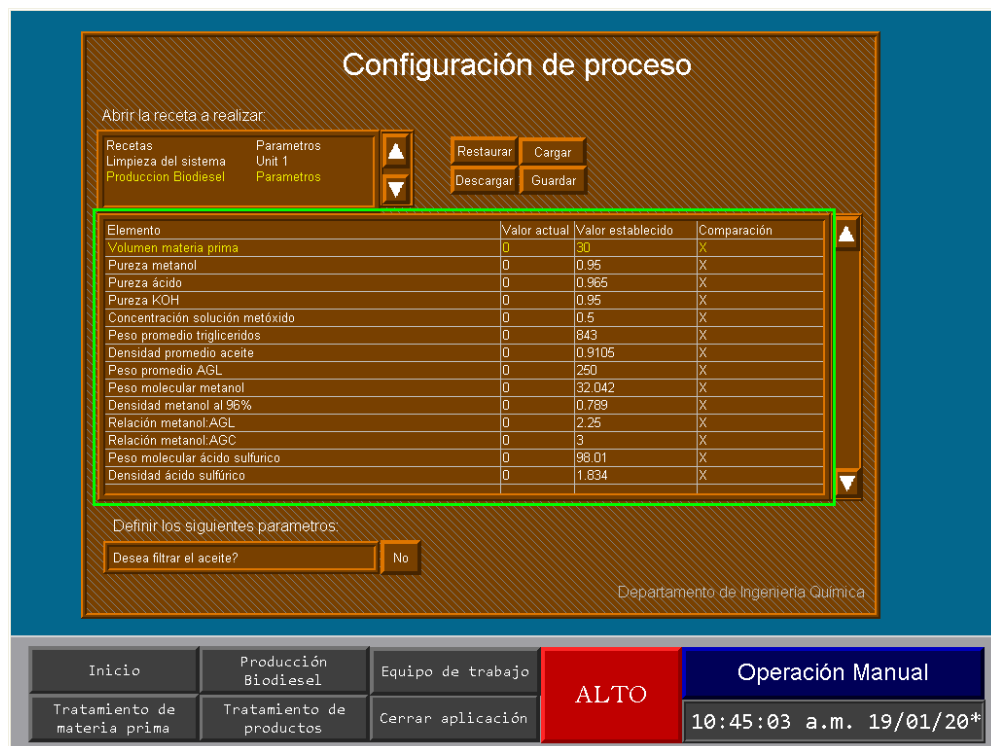 Configuración de proceso
Abrir la receta a realizar:
Recetas Parametros
Limpieza del sistema Unit 1
Produccion Biodiesel Parametros
Restaurar Cargar
Descargar Guardar
Elemento Valor actual Valor establecido Comparación
Volumen materia prima 0 30 X
Pureza metanol 0 0.95 X
Pureza ácido 0 0.965 X
Pureza KOH 0 0.95 X
Concentración solución metóxido 0 0.5 X
Peso promedio trigliceridos 0 843 X
Densidad promedio aceite 0 0.9105 X
Peso promedio AGL 0 250 X
Peso molecular metanol 0 32.042 X
Densidad metanol al 96% 0 0.789 X
Relación metanol:AGL 0 2.25 X
Relación metanol:AGC 0 3 X
Peso molecular ácido sulfurico 0 98.01 X
Densidad ácido sulfúrico 0 1.834 X
Definir los siguientes parametros:
Desea filtrar el aceite? No
Departamento de Ingeniería Química
Inicio
Producción
Biodiesel
Equipo de trabajo
ALTO
Operación Manual
Tratamiento de
materia prima
Tratamiento de
productos
Cerrar aplicación
10:45:03 a.m. 19/01/20*